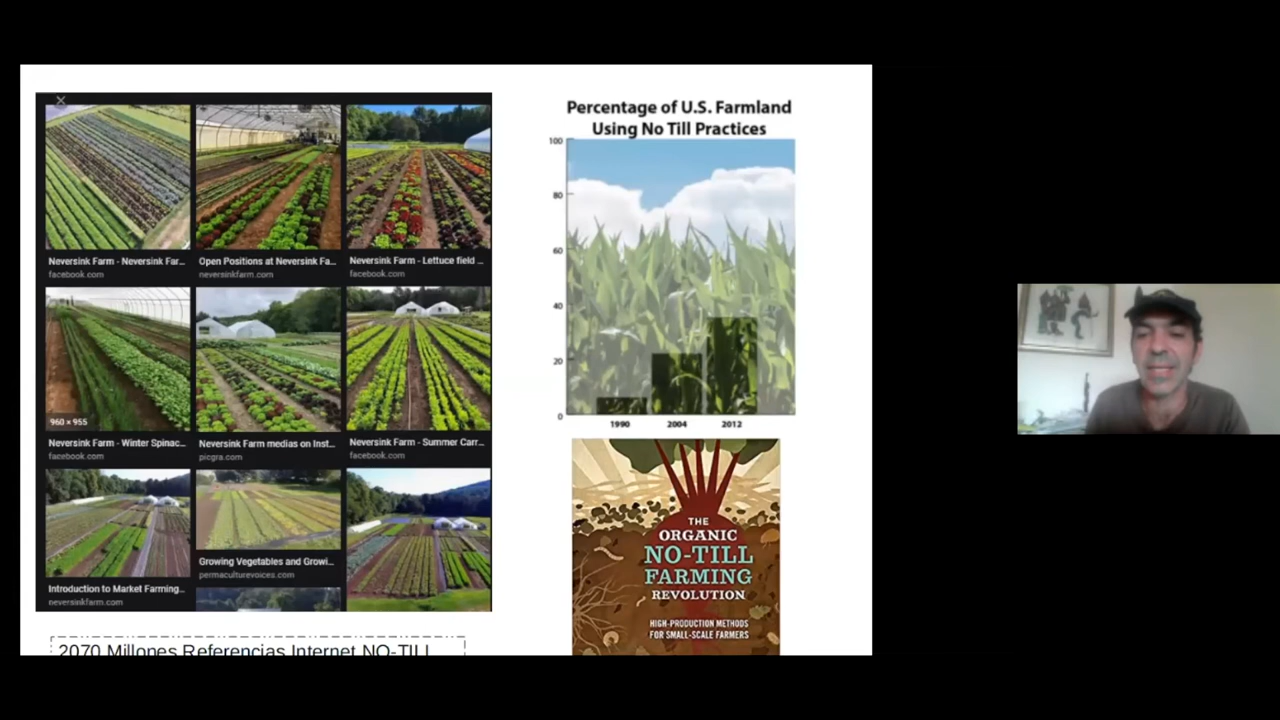 Neversink Farm - Neversink Far...
facebook.com
Open Positions at Neversink Fa...
neversinkfarm.com
Neversink Farm - Lettuce field ...
facebook.com
960 × 955
Neversink Farm - Winter Spinac...
facebook.com
Neversink Farm medias on Inst...
picgra.com
Neversink Farm - Summer Carr...
facebook.com
Introduction to Market Farming...
neversinkfarm.com
Growing Vegetables and Growi...
permaculturevoices.com
2070 Millones Referencias Internet NO-TILL
Percentage of U.S. Farmland
Using No Till Practices
100
80
60
40
20
0
1990 2004 2012
THE
ORGANIC
NO-TILL
FARMING
REVOLUTION
HIGH-PRODUCTION METHODS
FOR SMALL-SCALE FARMERS